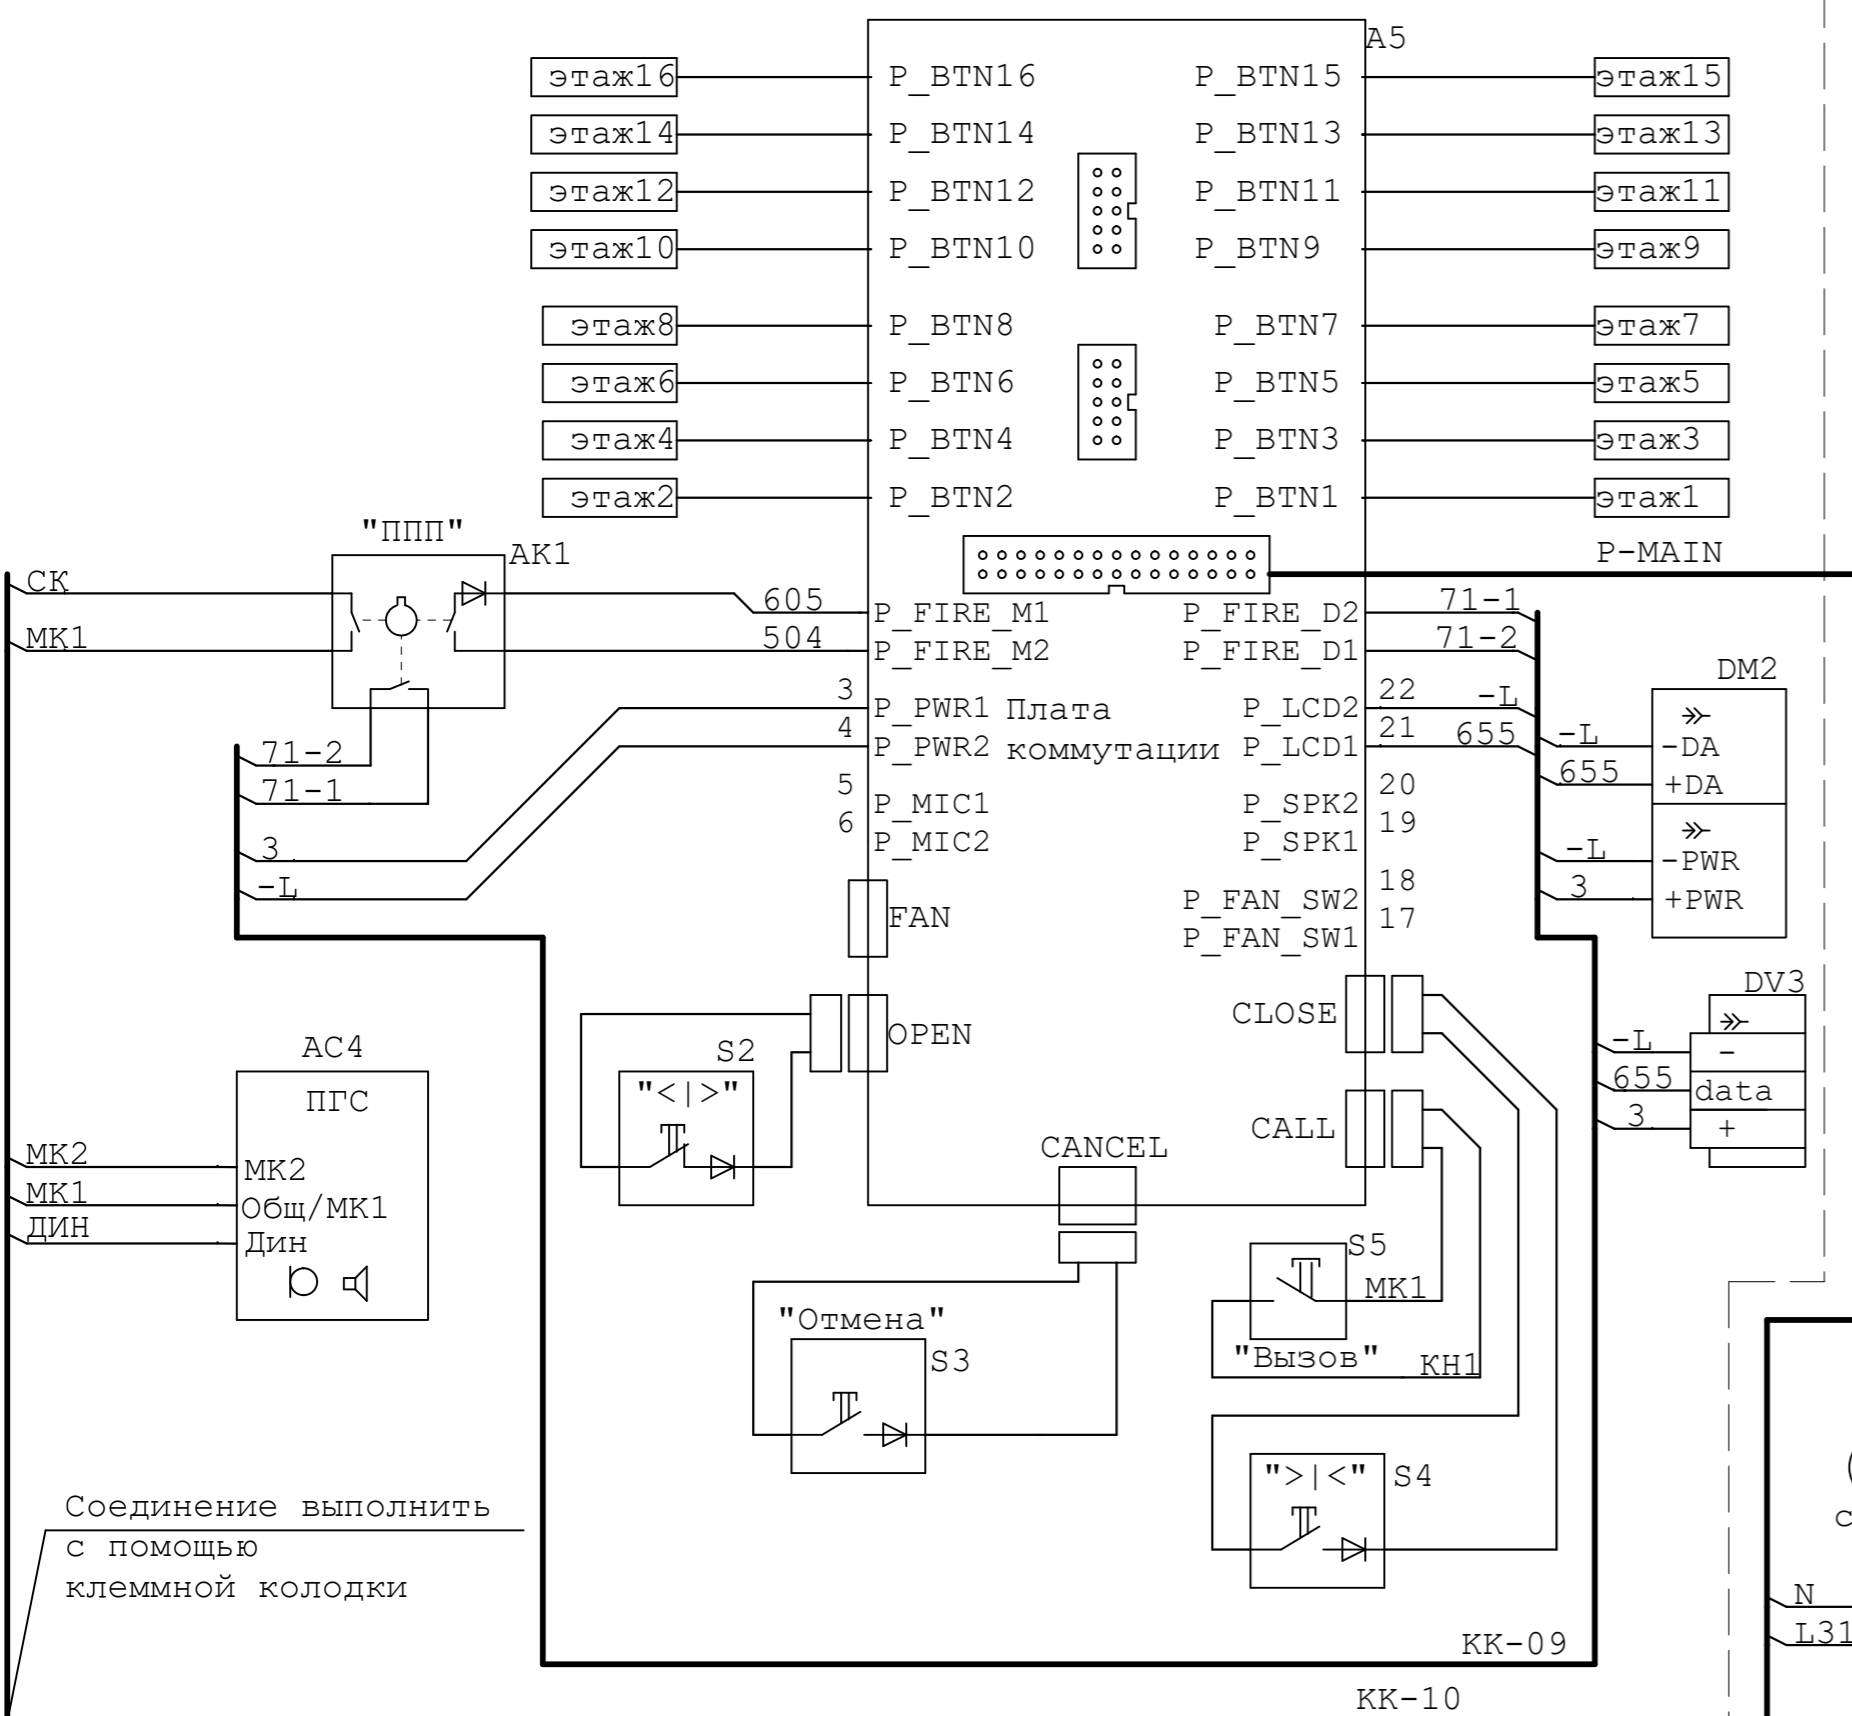 A5
этаж16 P_BTN16 P_BTN15 этаж15
этаж14 P_BTN14 P_BTN13 этаж13
этаж12 P_BTN12 P_BTN11 этаж11
этаж10 P_BTN10 P_BTN9 этаж9
этаж8 P_BTN8 P_BTN7 этаж7
этаж6 P_BTN6 P_BTN5 этаж5
этаж4 P_BTN4 P_BTN3 этаж3
этаж2 P_BTN2 P_BTN1 этаж1
"ППП"
АК1
P-MAIN
СК
605 P_FIRE_M1 P_FIRE_D2 71-1
МК1
504 P_FIRE_M2 P_FIRE_D1 71-2
DM2
3 P_PWR1 Плата P_LCD2 22 -L
4 P_PWR2 коммутации P_LCD1 21 655
-L -DA
655 +DA
71-2
71-1
5 P_MIC1 P_SPK2 20
6 P_MIC2 P_SPK1 19
3
-L
-L -PWR
3 +PWR
FAN
P_FAN_SW2 18
P_FAN_SW1 17
DV3
OPEN
CLOSE
-L -
655 data
3 +
АС4
ПГС
S2
"<|>"
CALL
CANCEL
МК2 МК2
МК1 Общ/МК1
ДИН Дин
S5
МК1
"Вызов"
КН1
"Отмена"
S3
">|<" S4
Соединение выполнить
с помощью
клеммной колодки
С
N
L31
КК-09
КК-10